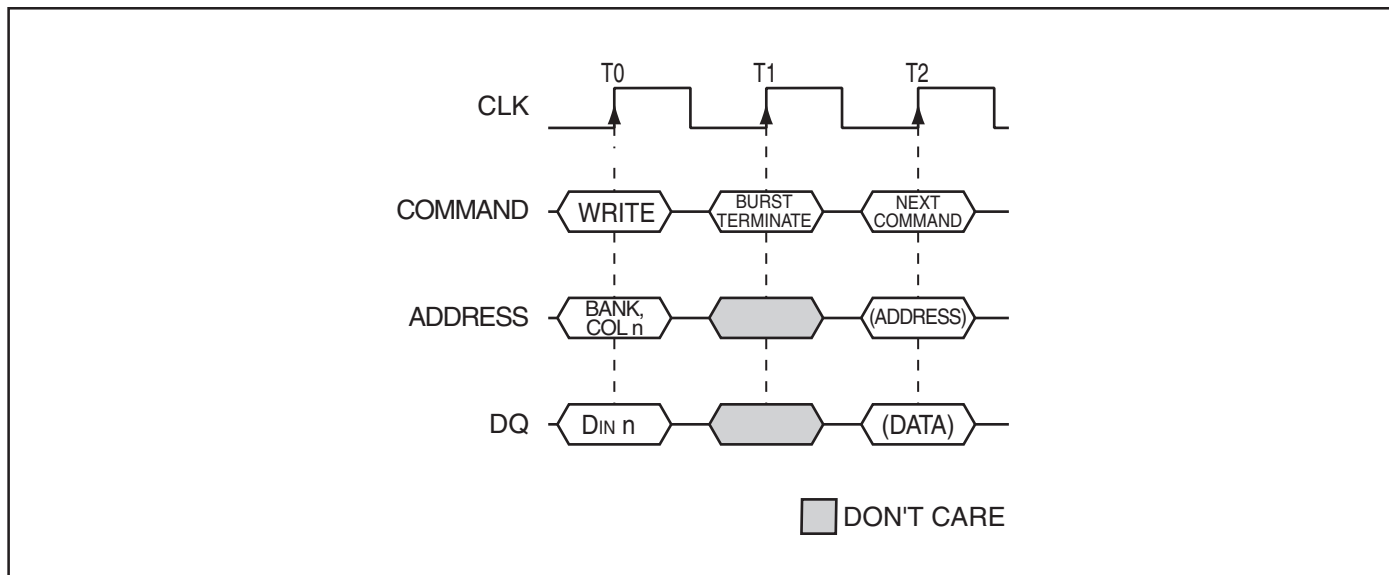 T0 T1 T2
CLK
COMMAND WRITE BURST TERMINATE NEXT COMMAND
ADDRESS BANK, COL n (ADDRESS)
DQ DIN n (DATA)
DON'T CARE